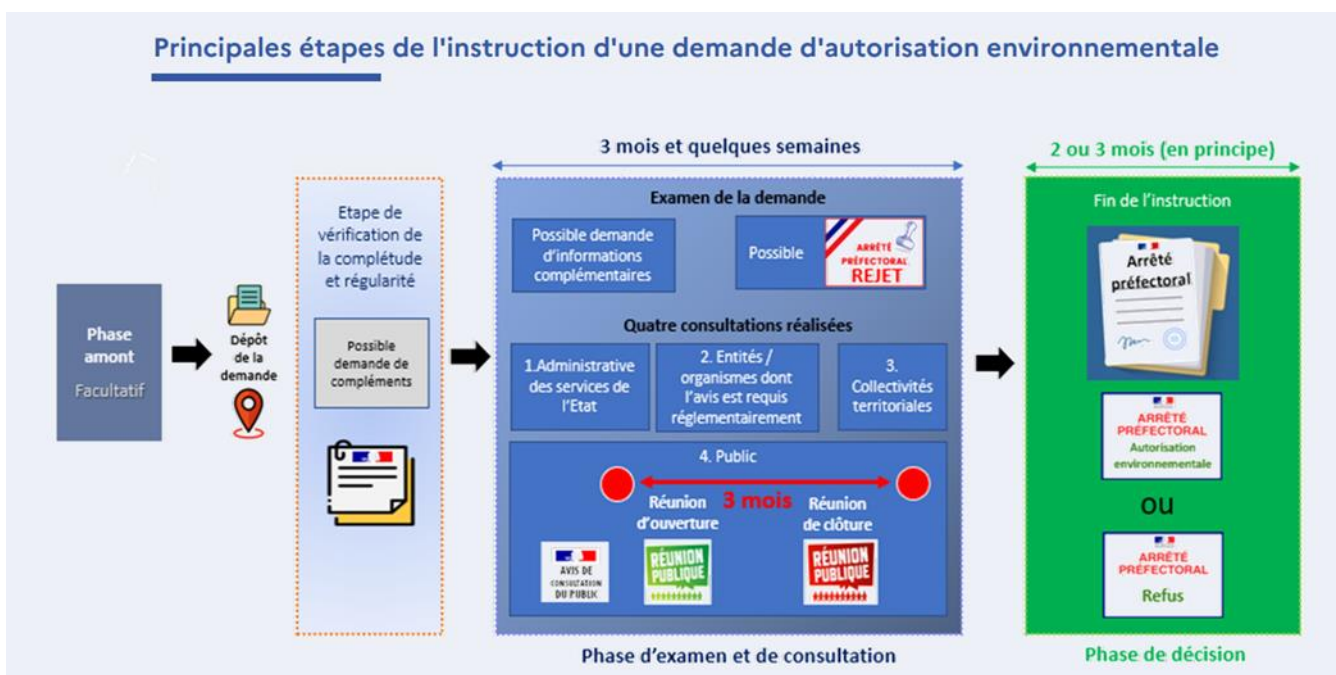 Principales étapes de l'instruction d'une demande d'autorisation environnementale
Phase
amont
Facultatif
Dépôt
de la
demande
Etape de
vérification de
la complétude
et régularité
Possible
demande de
compléments
3 mois et quelques semaines
Examen de la demande
Possible demande
d'informations
complémentaires
Possible
ARRÊTÉ
PRÉFECTORAL
REJET
Quatre consultations réalisées
1.Administrative
des services de
l'Etat
2. Entités /
organismes dont
l'avis est requis
réglementairement
3.
Collectivités
territoriales
4. Public
3 mois
Réunion
d'ouverture
Réunion
de clôture
AVIS DE
CONSULTATION
DU PUBLIC
RÉUNION
PUBLIQUE
RÉUNION
PUBLIQUE
Phase d'examen et de consultation
2 ou 3 mois (en principe)
Fin de l'instruction
Arrêté
préfectoral
ARRÊTÉ
PRÉFECTORAL
Autorisation
environnementale
ou
ARRÊTÉ
PRÉFECTORAL
Refus
Phase de décision